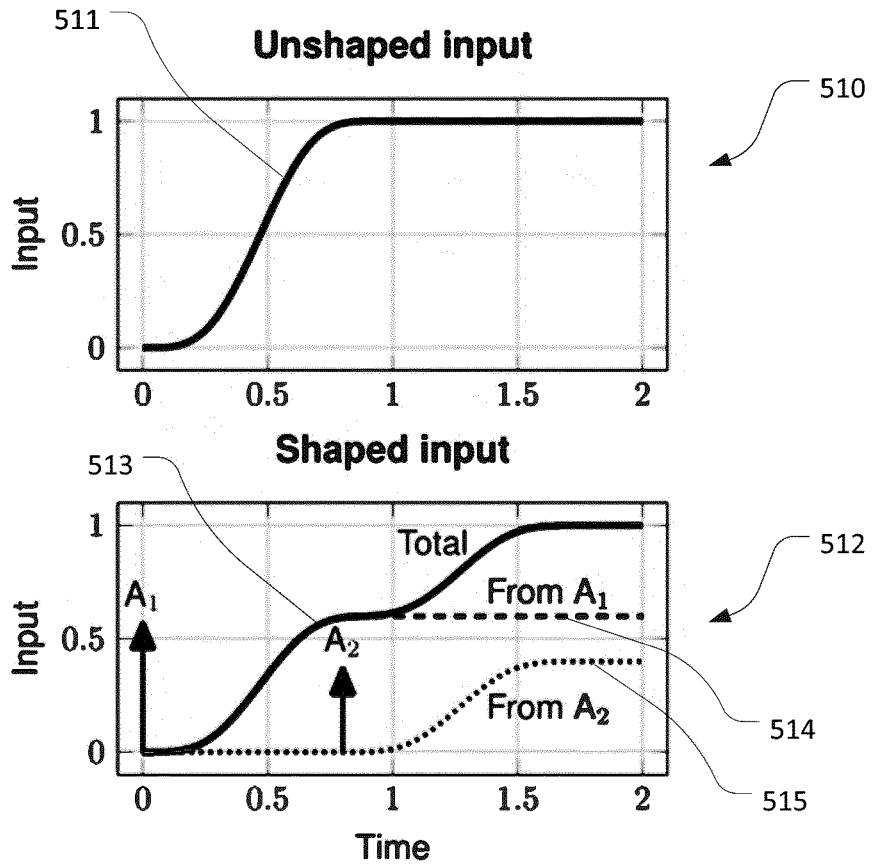 511
Unshaped input
510
1
Input
0.5
0
0 0.5 1 1.5 2
Shaped input
513
512
1
Total
A₁
From A₁
Input
0.5
A₂
From A₂
514
0
515
0 0.5 1 1.5 2
Time